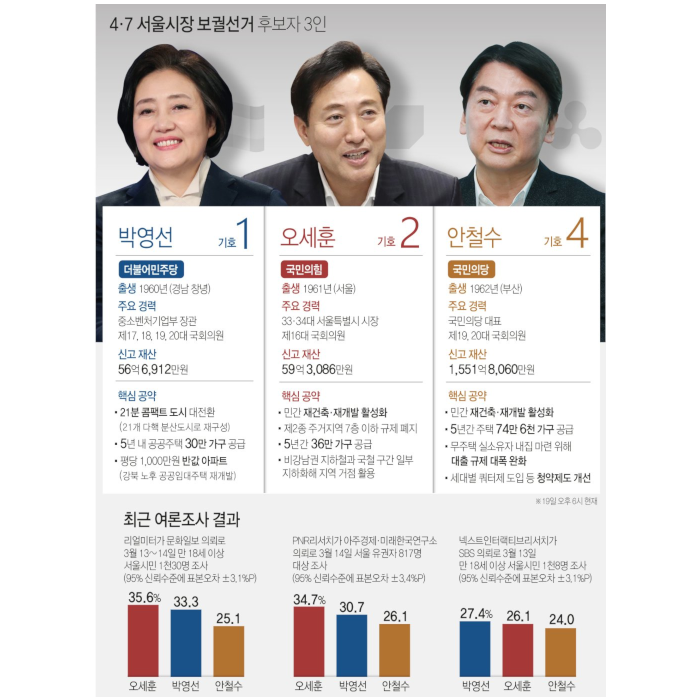 4·7 서울시장 보궐선거 후보자 3인
박영선 기호 1
더불어민주당
출생 1960년 (경남 창녕)
주요 경력
중소벤처기업부 장관
제17, 18, 19, 20대 국회의원
신고 재산
56억 6,912만원
핵심 공약
· 21분 콤팩트 도시 대전환
(21개 다핵 분산도시로 재구성)
· 5년 내 공공주택 30만 가구 공급
· 평당 1,000만원 반값 아파트
(강북 노후 공공임대주택 재개발)
오세훈 기호 2
국민의힘
출생 1961년 (서울)
주요 경력
33·34대 서울특별시 시장
제16대 국회의원
신고 재산
59억 3,086만원
핵심 공약
· 민간 재건축·재개발 활성화
· 제2종 주거지역 7층 이하 규제 폐지
· 5년간 36만 가구 공급
· 비강남권 지하철과 국철 구간 일부
지하화해 지역 거점 활용
안철수 기호 4
국민의당
출생 1962년 (부산)
주요 경력
국민의당 대표
제19, 20대 국회의원
신고 재산
1,551억 8,060만원
핵심 공약
· 민간 재건축·재개발 활성화
· 5년간 주택 74만 6천 가구 공급
· 무주택 실소유자 내집 마련 위해
대출 규제 대폭 완화
· 세대별 쿼터제 도입 등 청약제도 개선
※19일 오후 6시 현재
최근 여론조사 결과
리얼미터가 문화일보 의뢰로
3월 13~14일 만 18세 이상
서울시민 1천30명 조사
(95% 신뢰수준에 표본오차 ±3.1%P)
35.6%
33.3
25.1
오세훈 박영선 안철수
PNR리서치가 아주경제·미래한국연구소
의뢰로 3월 14일 서울 유권자 817명
대상 조사
(95% 신뢰수준에 표본오차 ±3.4%P)
34.7%
30.7
26.1
오세훈 박영선 안철수
넥스트인터랙티브리서치가
SBS 의뢰로 3월 13일
만 18세 이상 서울시민 1천8명 조사
(95% 신뢰수준에 표본오차 ±3.1%P)
27.4%
26.1
24.0
박영선 오세훈 안철수